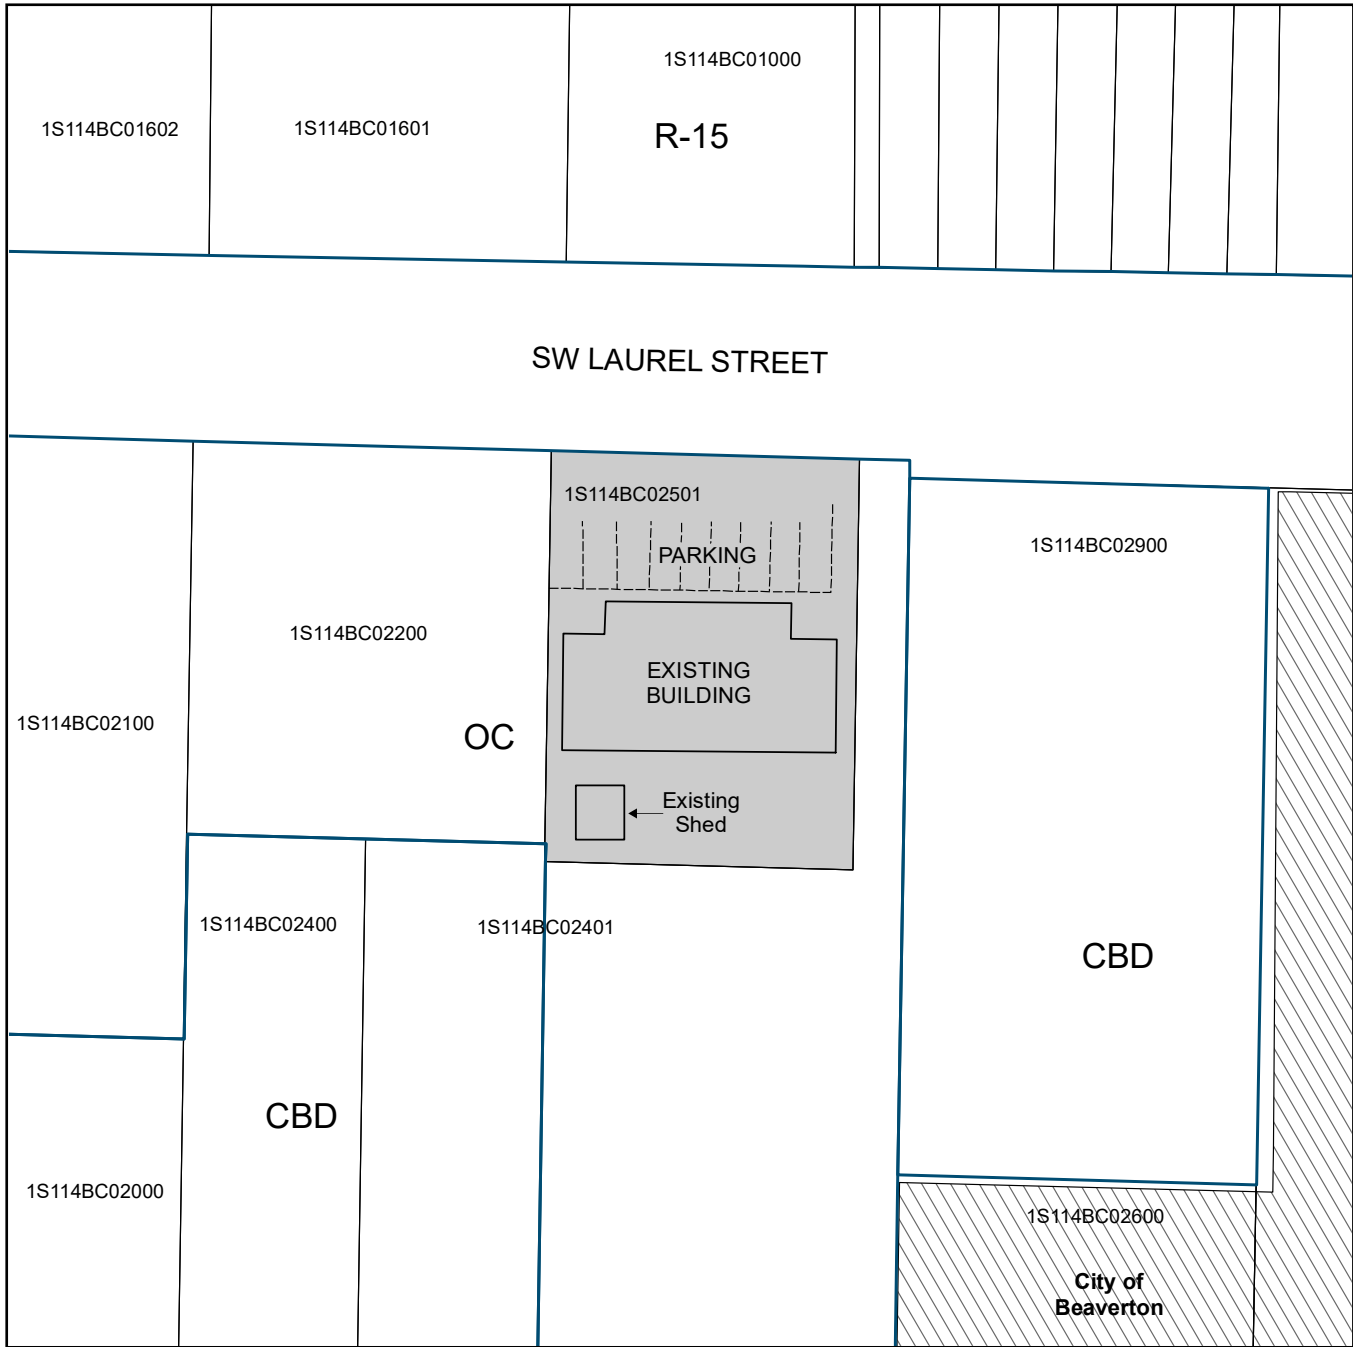 1S114BC01000
1S114BC01602
1S114BC01601
R-15
SW LAUREL STREET
1S114BC02501
PARKING
1S114BC02900
1S114BC02200
EXISTING
BUILDING
1S114BC02100
OC
Existing
Shed
1S114BC02400
1S114BC02401
CBD
CBD
1S114BC02000
1S114BC02600
City of
Beaverton